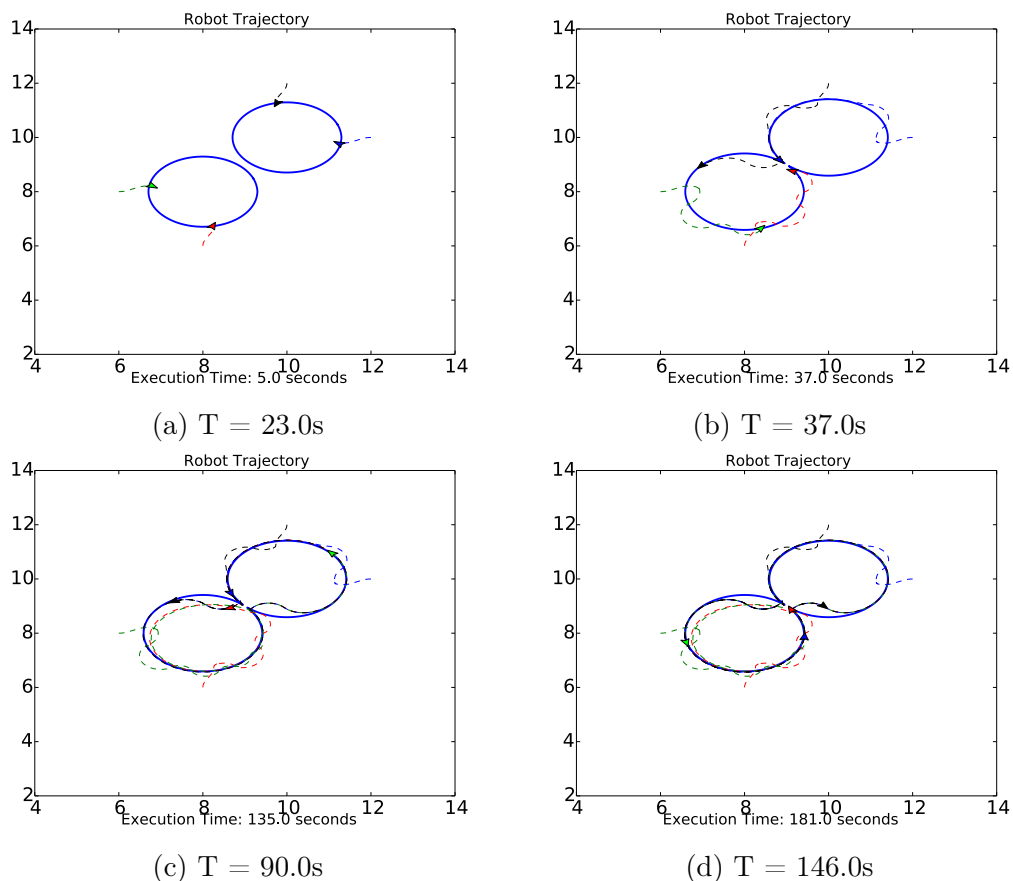 Robot Trajectory
14
12
10
8
6
4
2
4 6 8 10 12 14
Execution Time: 5.0 seconds
(a) T = 23.0s
Robot Trajectory
14
12
10
8
6
4
2
4 6 8 10 12 14
Execution Time: 37.0 seconds
(b) T = 37.0s
Robot Trajectory
14
12
10
8
6
4
2
4 6 8 10 12 14
Execution Time: 135.0 seconds
(c) T = 90.0s
Robot Trajectory
14
12
10
8
6
4
2
4 6 8 10 12 14
Execution Time: 181.0 seconds
(d) T = 146.0s